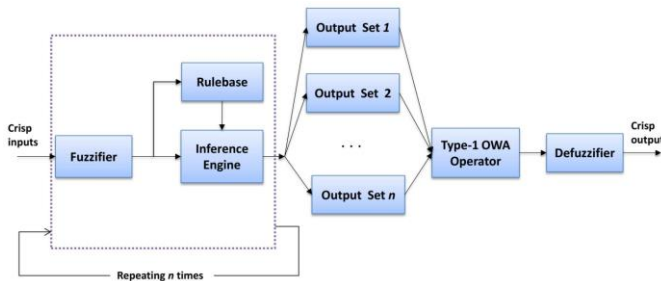 Output Set 1
Rulebase
Output Set 2
Crisp
inputs
Fuzzifier
Inference
Engine
. . .
Type-1 OWA
Operator
Defuzzifier
Crisp
output
Output Set n
Repeating n times